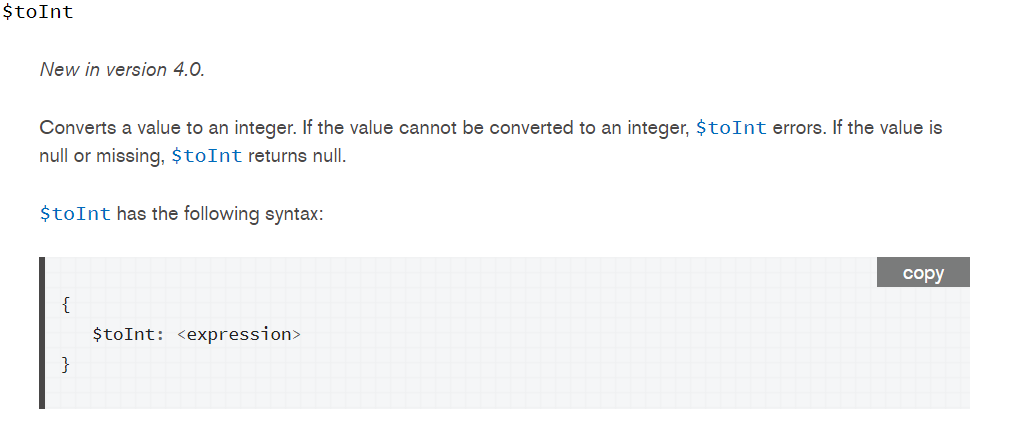 $toInt
New in version 4.0.
Converts a value to an integer. If the value cannot be converted to an integer, $toInt errors. If the value is
null or missing, $toInt returns null.
$toInt has the following syntax:
copy
{
$toInt: <expression>
}